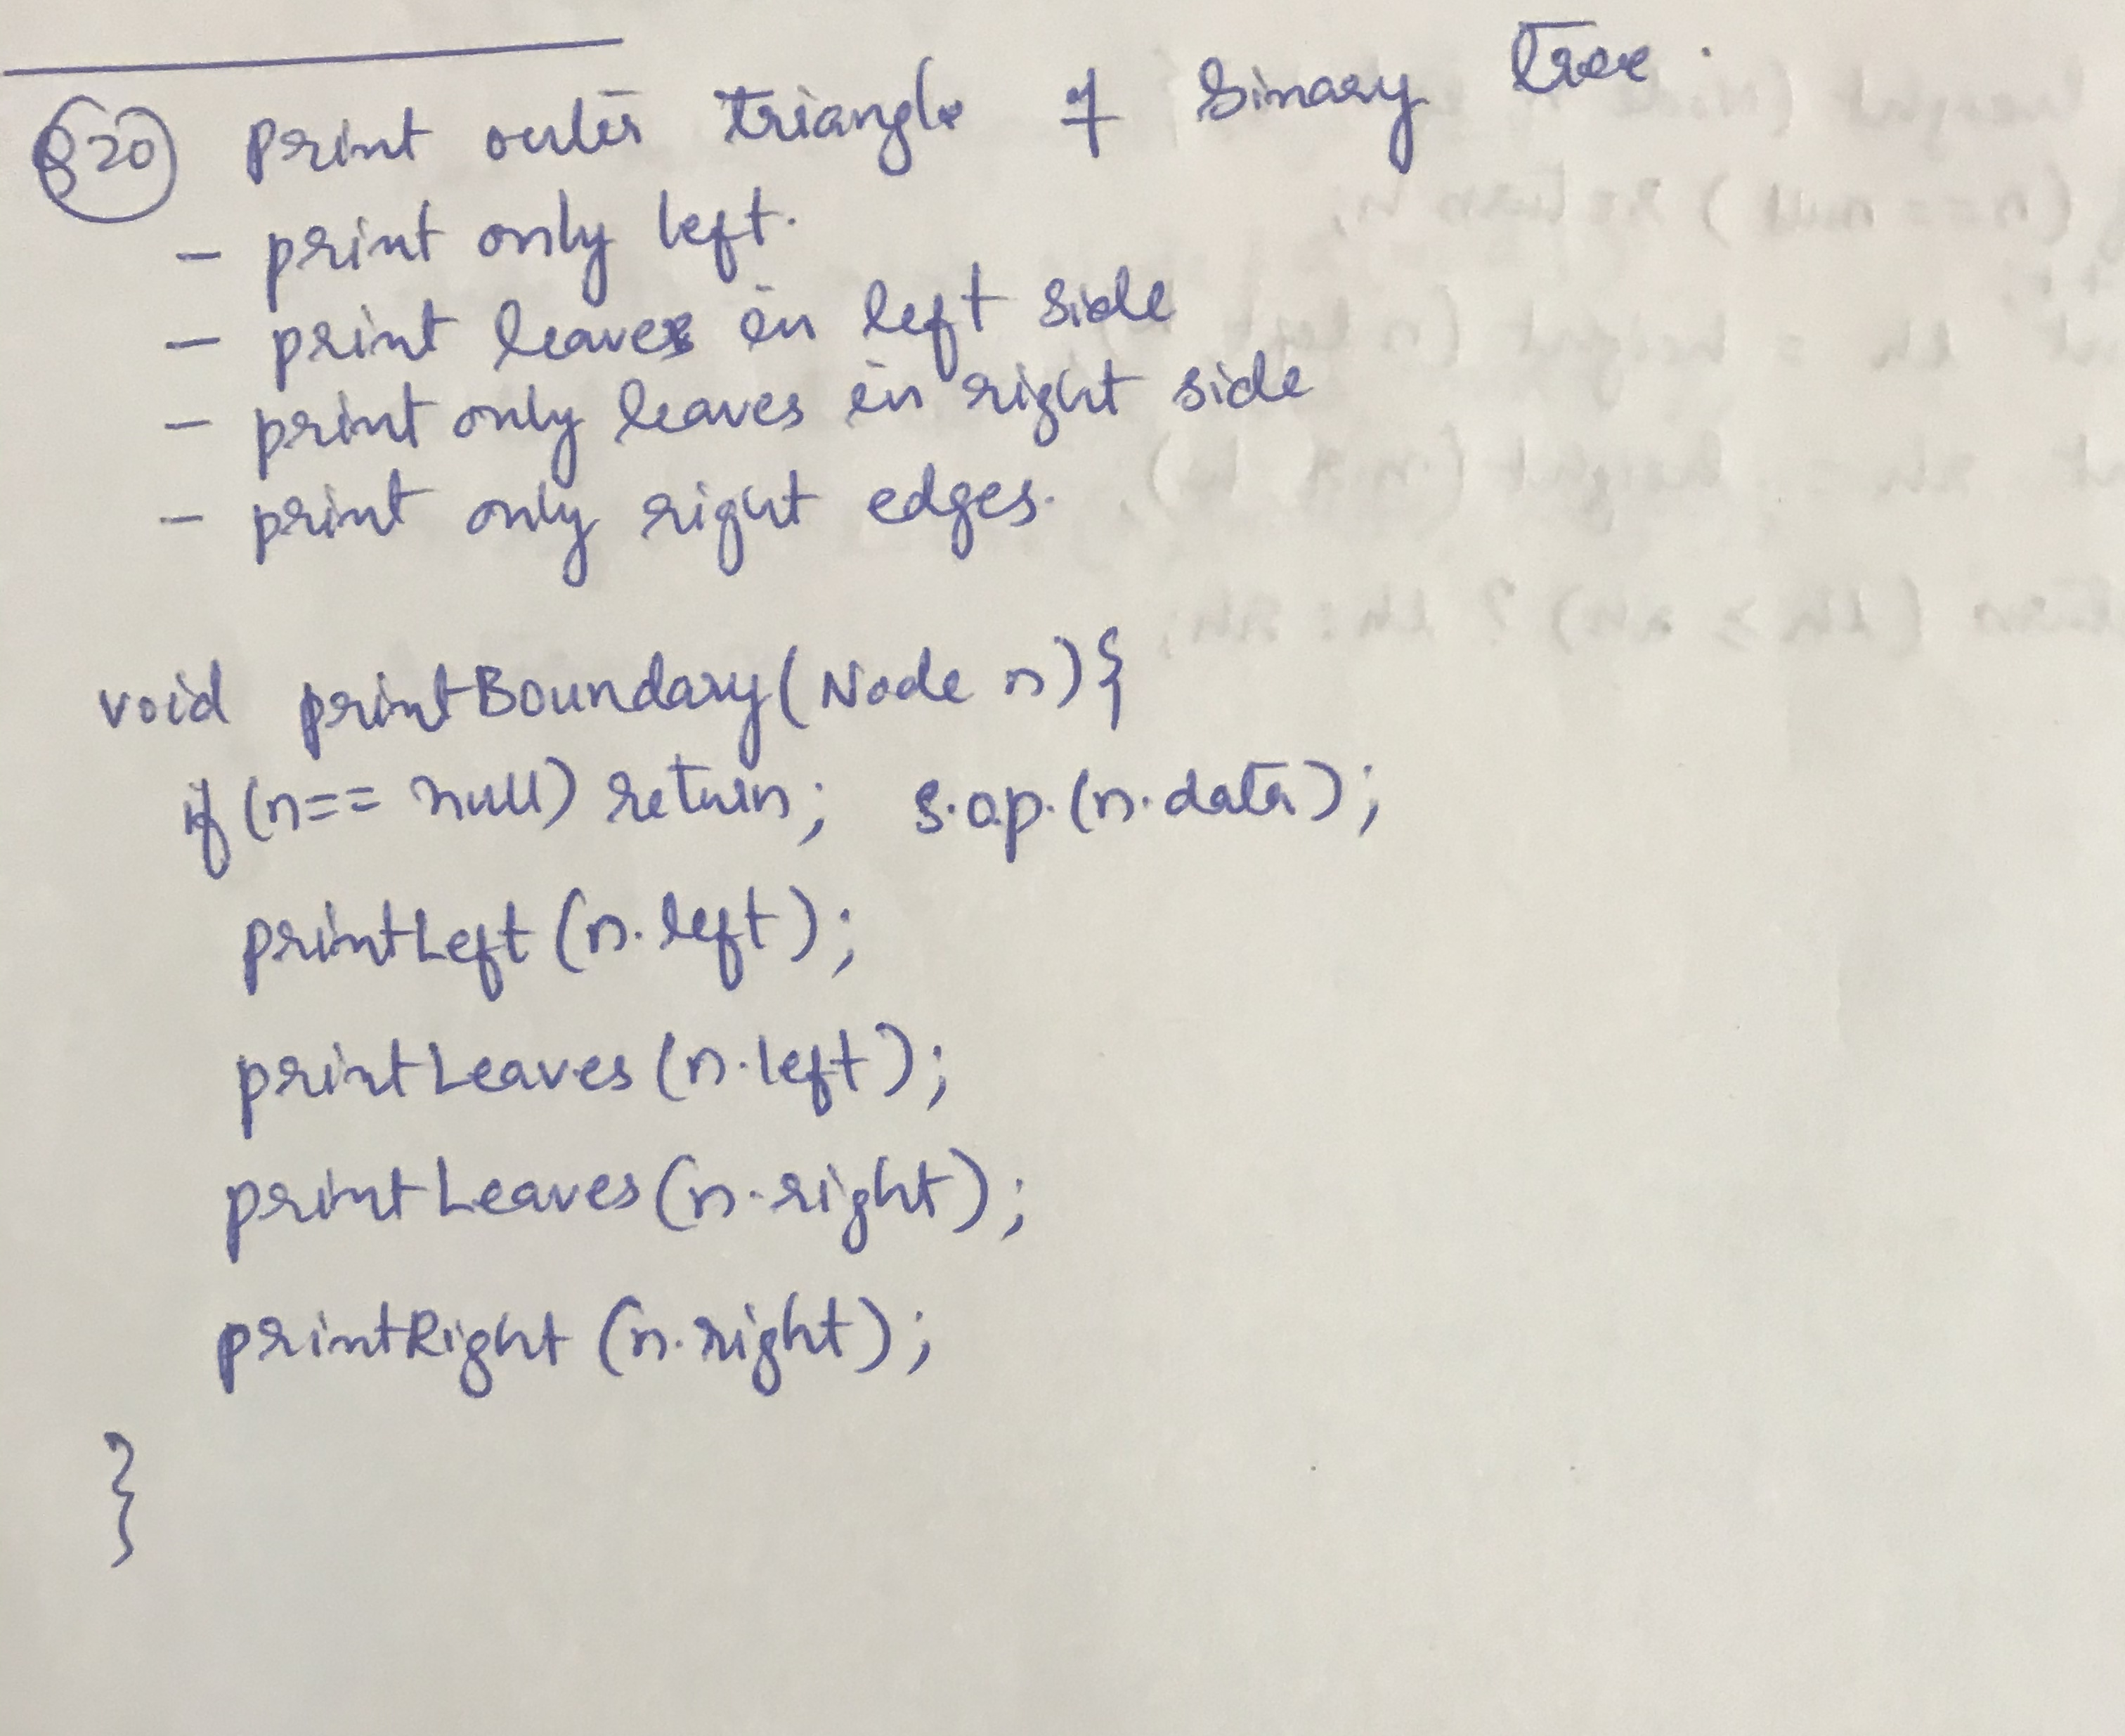 Q20 Print outer triangle of Binary tree.
- print only left.
- print leaves in left side
- print only leaves in right side
- print only right edges.
void printBoundary(Node n){
if (n== null) return; s.o.p.(n.data);
printLeft(n.left);
printLeaves(n.left);
printLeaves(n.right);
printRight(n.right);
}